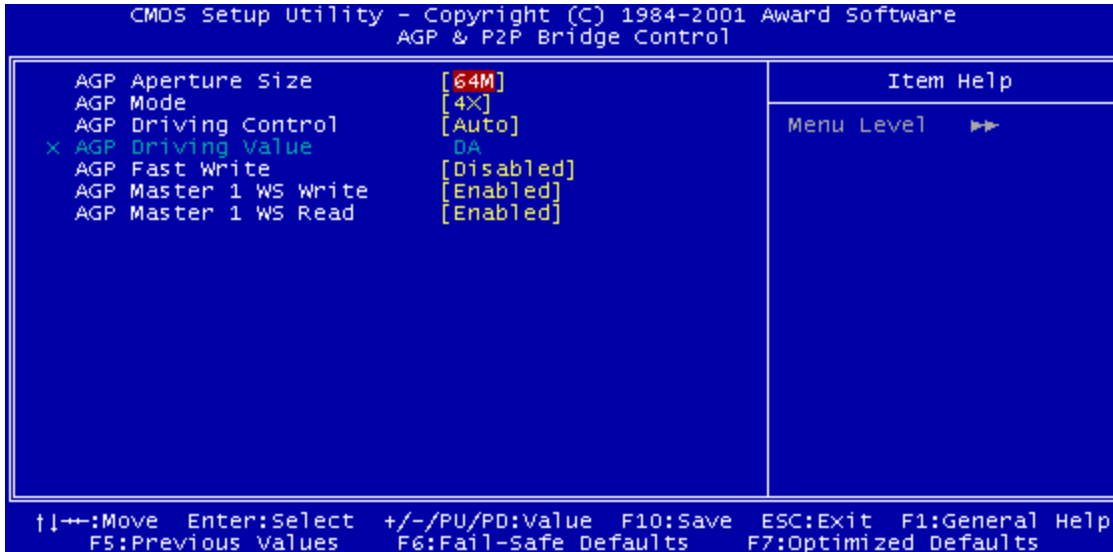 CMOS Setup Utility – Copyright (C) 1984–2001 Award Software
AGP & P2P Bridge Control
AGP Aperture Size [64M]
AGP Mode [4X]
AGP Driving Control [Auto]
x AGP Driving Value DA
AGP Fast Write [Disabled]
AGP Master 1 WS Write [Enabled]
AGP Master 1 WS Read [Enabled]
Item Help
Menu Level ►►
↑↓→←:Move Enter:Select +/-/PU/PD:Value F10:Save ESC:Exit F1:General Help
F5:Previous Values F6:Fail-Safe Defaults F7:Optimized Defaults